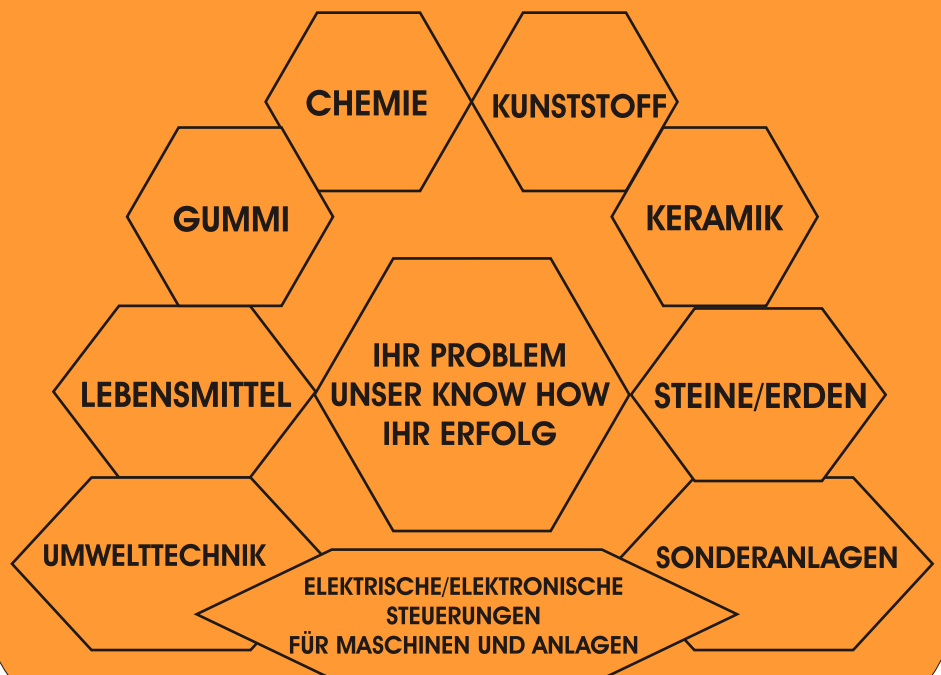 CHEMIE
KUNSTSTOFF
GUMMI
KERAMIK
IHR PROBLEM
UNSER KNOW HOW
IHR ERFOLG
LEBENSMITTEL
STEINE/ERDEN
UMWELTTECHNIK
SONDERANLAGEN
ELEKTRISCHE/ELEKTRONISCHE
STEUERUNGEN
FÜR MASCHINEN UND ANLAGEN